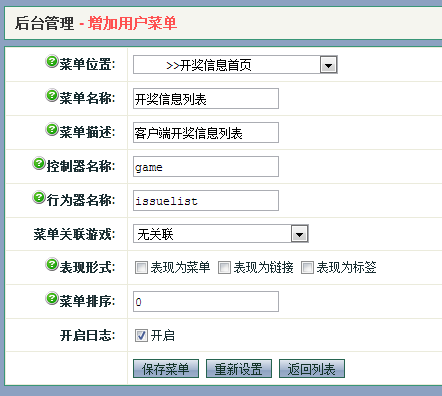 后台管理 - 增加用户菜单
菜单位置: >>开奖信息首页
菜单名称: 开奖信息列表
菜单描述: 客户端开奖信息列表
控制器名称: game
行为器名称: issuelist
菜单关联游戏: 无关联
表现形式: 表现为菜单 表现为链接 表现为标签
菜单排序: 0
开启日志: 开启
保存菜单 重新设置 返回列表